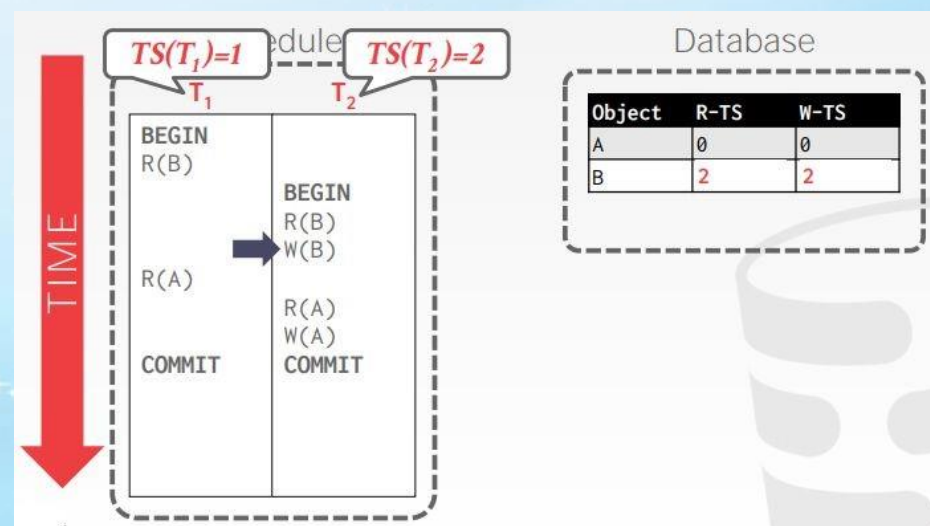 TS(T1)=1 edule TS(T2)=2 Database
T1 T2
Object R-TS W-TS
A 0 0
B 2 2
TIME
BEGIN
R(B)
BEGIN
R(B)
W(B)
R(A)
R(A)
W(A)
COMMIT COMMIT